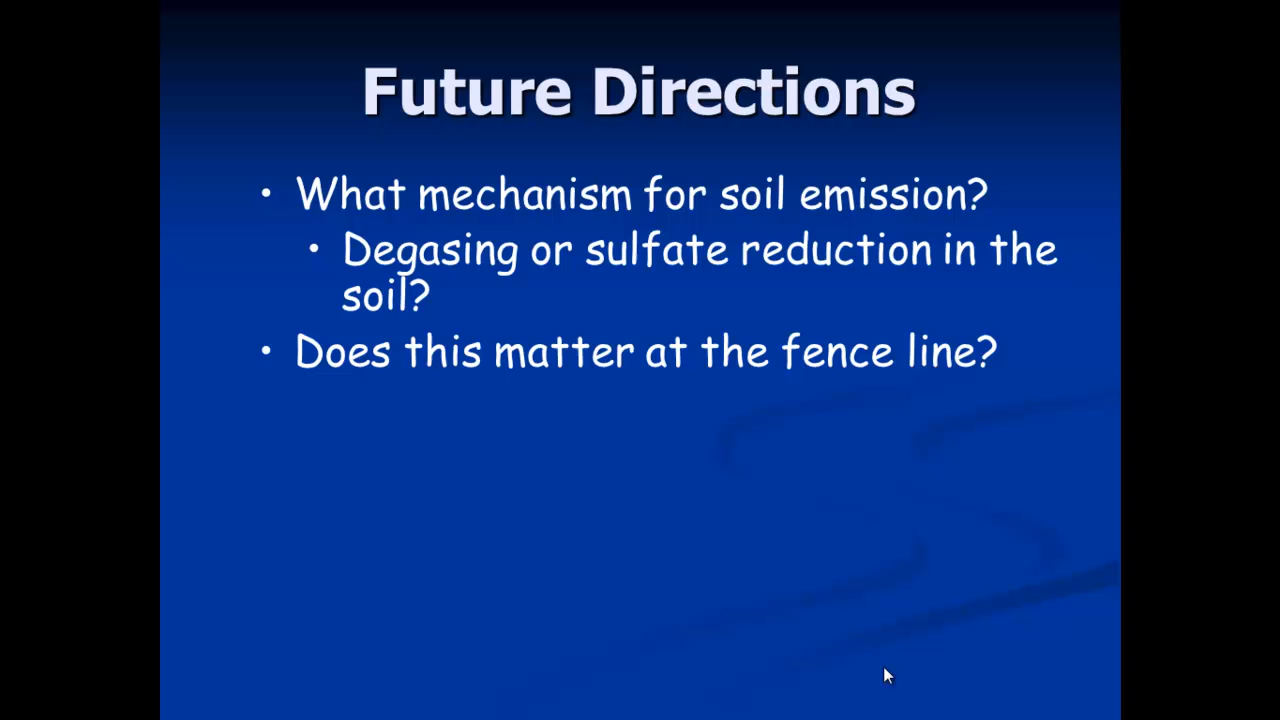 Future Directions
• What mechanism for soil emission?
• Degasing or sulfate reduction in the
soil?
• Does this matter at the fence line?